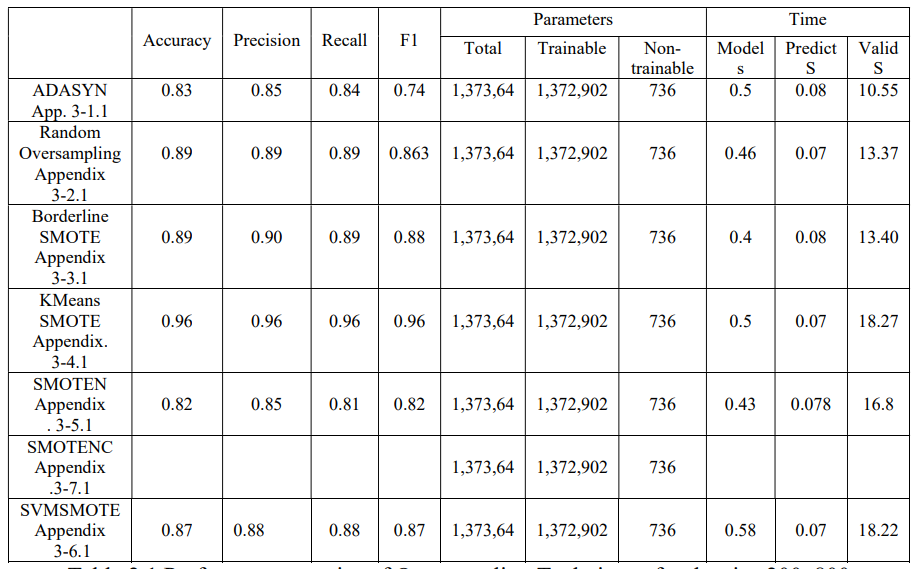 Parameters Time
Accuracy Precision Recall F1 Total Trainable Non-trainable Model s Predict S Valid S
ADASYN
App. 3-1.1 0.83 0.85 0.84 0.74 1,373,64 1,372,902 736 0.5 0.08 10.55
Random
Oversampling 0.89 0.89 0.89 0.863 1,373,64 1,372,902 736 0.46 0.07 13.37
Appendix
3-2.1
Borderline
SMOTE 0.89 0.90 0.89 0.88 1,373,64 1,372,902 736 0.4 0.08 13.40
Appendix
3-3.1
KMeans
SMOTE 0.96 0.96 0.96 0.96 1,373,64 1,372,902 736 0.5 0.07 18.27
Appendix.
3-4.1
SMOTEN
Appendix 0.82 0.85 0.81 0.82 1,373,64 1,372,902 736 0.43 0.078 16.8
. 3-5.1
SMOTENC
Appendix 1,373,64 1,372,902 736
.3-7.1
SVMSMOTE
Appendix 0.87 0.88 0.88 0.87 1,373,64 1,372,902 736 0.58 0.07 18.22
3-6.1